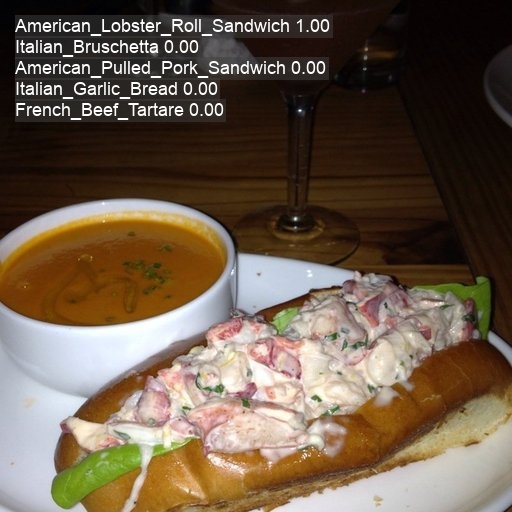 American_Lobster_Roll_Sandwich 1.00
Italian_Bruschetta 0.00
American_Pulled_Pork_Sandwich 0.00
Italian_Garlic_Bread 0.00
French_Beef_Tartare 0.00